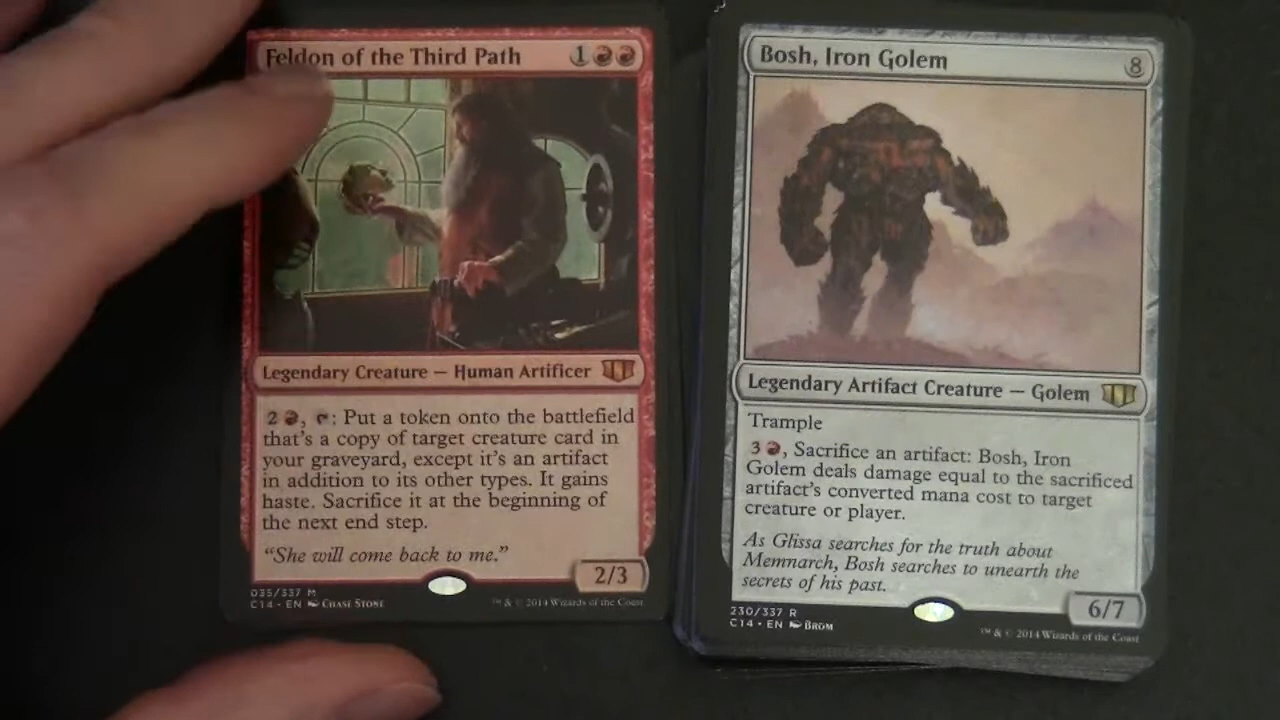 Feldon of the Third Path 1
Legendary Creature — Human Artificer
2 , : Put a token onto the battlefield
that's a copy of target creature card in
your graveyard, except it's an artifact
in addition to its other types. It gains
haste. Sacrifice it at the beginning of
the next end step.
"She will come back to me."
2/3
035/337 M
C14 • EN Chase Stone
™ & © 2014 Wizards of the Coast
Bosh, Iron Golem 8
Legendary Artifact Creature — Golem
Trample
3 , Sacrifice an artifact: Bosh, Iron
Golem deals damage equal to the sacrificed
artifact's converted mana cost to target
creature or player.
As Glissa searches for the truth about
Memnarch, Bosh searches to unearth the
secrets of his past.
6/7
230/337 R
C14 • EN Brom
™ & © 2014 Wizards of the Coast